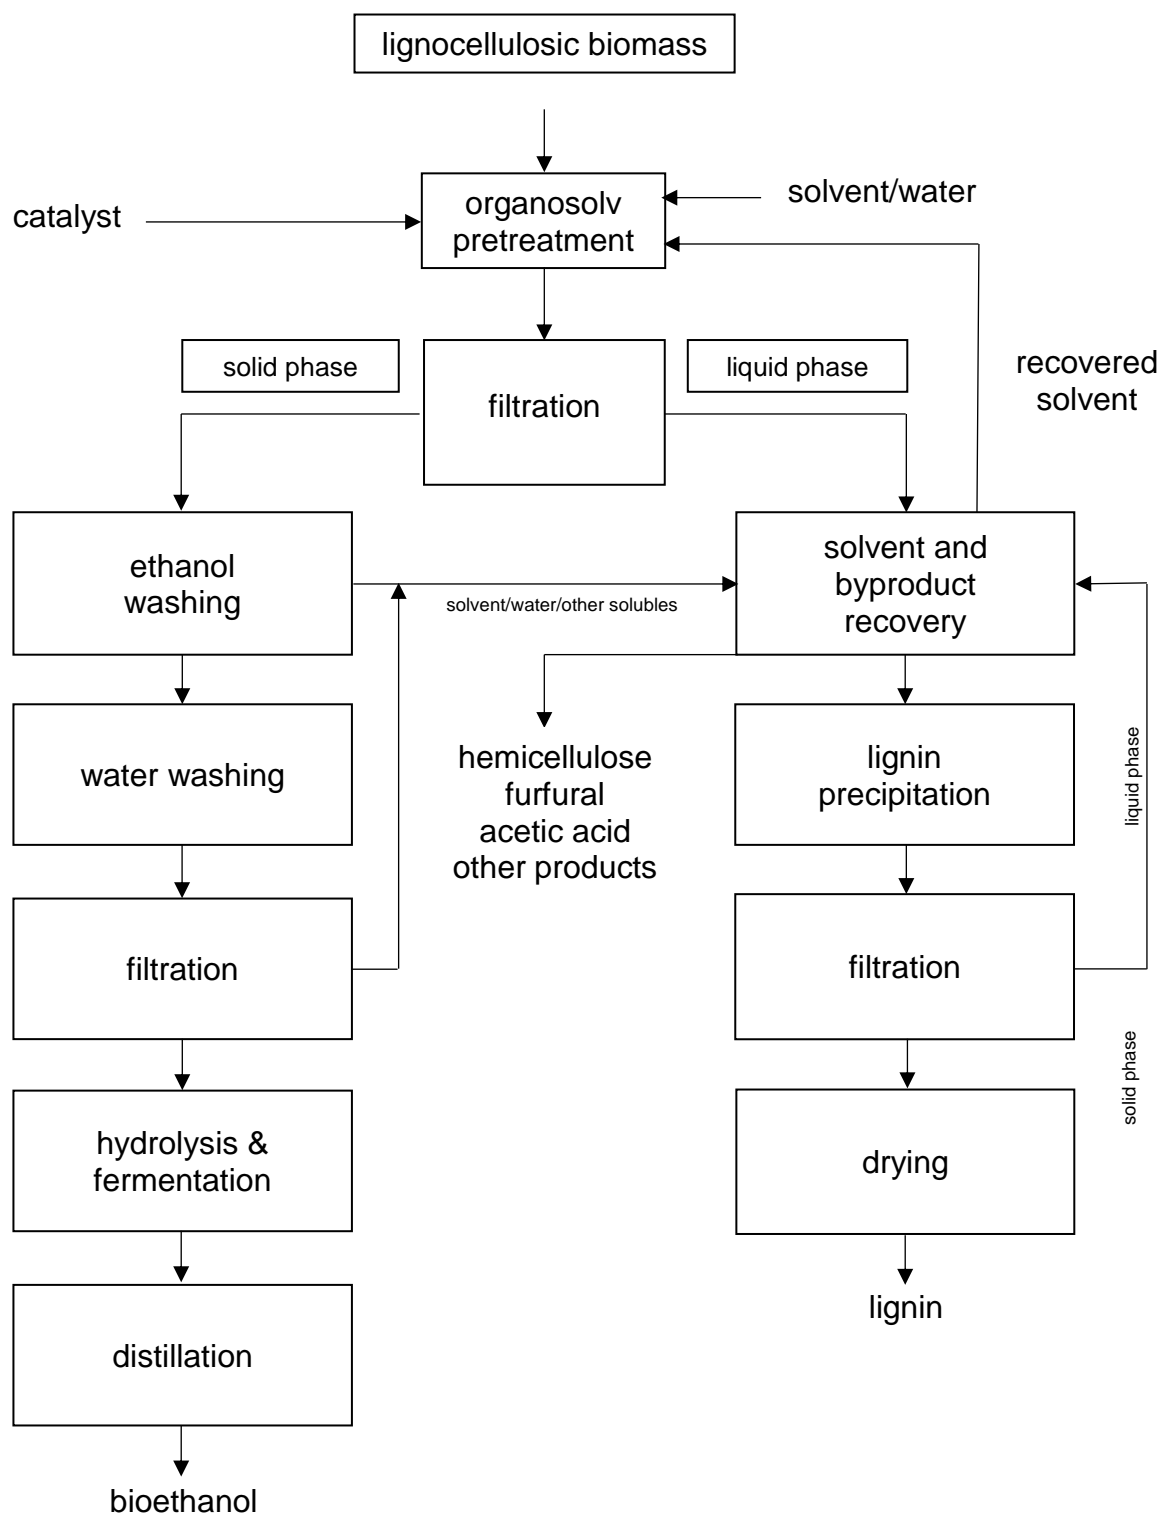 lignocellulosic biomass
catalyst
organosolv
pretreatment
solvent/water
solid phase
filtration
liquid phase
recovered
solvent
ethanol
washing
solvent/water/other solubles
solvent and
byproduct
recovery
water washing
hemicellulose
furfural
acetic acid
other products
lignin
precipitation
liquid phase
filtration
filtration
solid phase
hydrolysis &
fermentation
drying
distillation
lignin
bioethanol